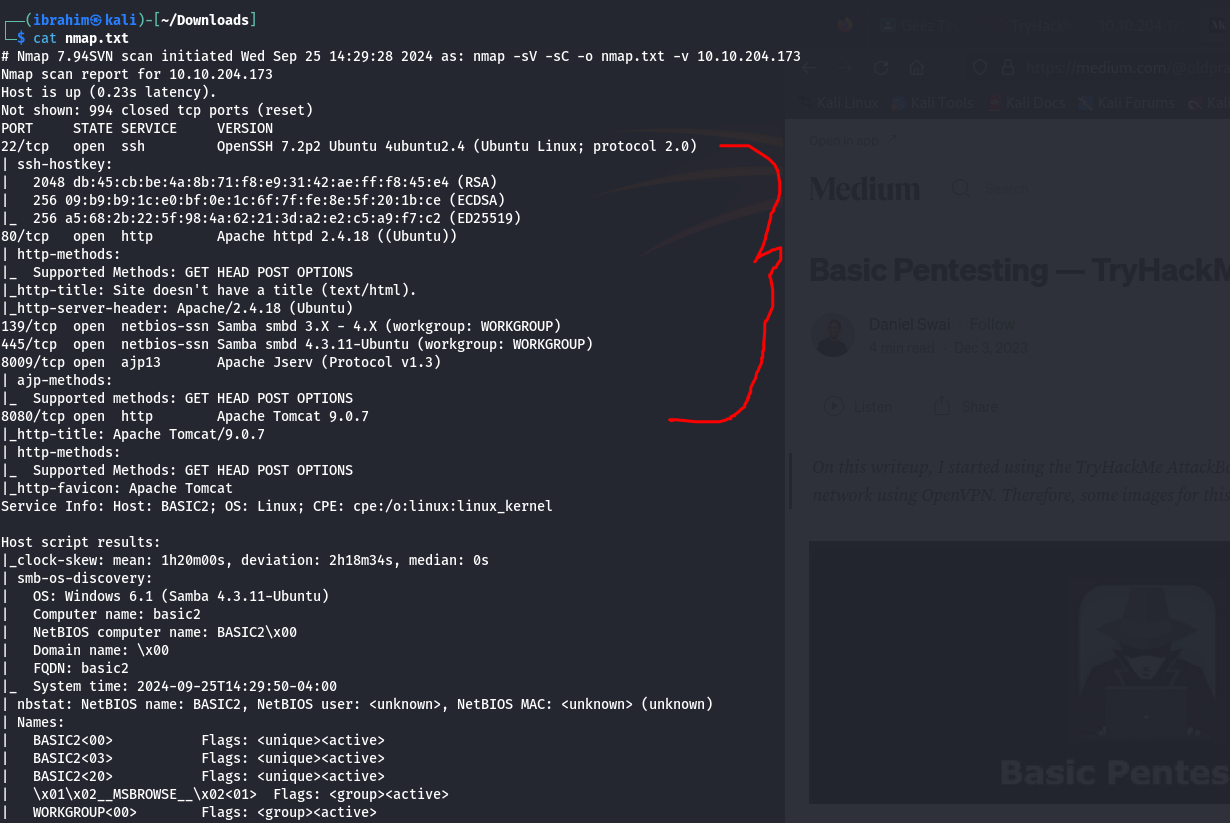 (ibrahim㉿kali)-[~/Downloads]
$ cat nmap.txt
# Nmap 7.94SVN scan initiated Wed Sep 25 14:29:28 2024 as: nmap -sV -sC -o nmap.txt -v 10.10.204.173
Nmap scan report for 10.10.204.173
Host is up (0.23s latency).
Not shown: 994 closed tcp ports (reset)
PORT     STATE SERVICE     VERSION
22/tcp   open  ssh         OpenSSH 7.2p2 Ubuntu 4ubuntu2.4 (Ubuntu Linux; protocol 2.0)
| ssh-hostkey:
|   2048 db:45:cb:be:4a:8b:71:f8:e9:31:42:ae:ff:f8:45:e4 (RSA)
|   256 09:b9:b9:1c:e0:bf:0e:1c:6f:7f:fe:8e:5f:20:1b:ce (ECDSA)
|_  256 a5:68:2b:22:5f:98:4a:62:21:3d:a2:e2:c5:a9:f7:c2 (ED25519)
80/tcp   open  http        Apache httpd 2.4.18 ((Ubuntu))
| http-methods:
|_  Supported Methods: GET HEAD POST OPTIONS
|_http-title: Site doesn't have a title (text/html).
|_http-server-header: Apache/2.4.18 (Ubuntu)
139/tcp  open  netbios-ssn Samba smbd 3.X - 4.X (workgroup: WORKGROUP)
445/tcp  open  netbios-ssn Samba smbd 4.3.11-Ubuntu (workgroup: WORKGROUP)
8009/tcp open  ajp13       Apache Jserv (Protocol v1.3)
| ajp-methods:
|_  Supported methods: GET HEAD POST OPTIONS
8080/tcp open  http        Apache Tomcat 9.0.7
|_http-title: Apache Tomcat/9.0.7
| http-methods:
|_  Supported Methods: GET HEAD POST OPTIONS
|_http-favicon: Apache Tomcat
Service Info: Host: BASIC2; OS: Linux; CPE: cpe:/o:linux:linux_kernel
Host script results:
|_clock-skew: mean: 1h20m00s, deviation: 2h18m34s, median: 0s
| smb-os-discovery:
|   OS: Windows 6.1 (Samba 4.3.11-Ubuntu)
|   Computer name: basic2
|   NetBIOS computer name: BASIC2\x00
|   Domain name: \x00
|   FQDN: basic2
|_  System time: 2024-09-25T14:29:50-04:00
| nbstat: NetBIOS name: BASIC2, NetBIOS user: <unknown>, NetBIOS MAC: <unknown> (unknown)
| Names:
|   BASIC2<00>           Flags: <unique><active>
|   BASIC2<03>           Flags: <unique><active>
|   BASIC2<20>           Flags: <unique><active>
|   \x01\x02__MSBROWSE__\x02<01>  Flags: <group><active>
|   WORKGROUP<00>        Flags: <group><active>
Kali Linux Kali Tools Kali Docs Kali Forums
Open in app
Medium Search
Basic Pentesting — TryHackM
Daniel Swai Follow
4 min read Dec 3, 2023
Listen Share
On this writeup, I started using the TryHackMe AttackB
network using OpenVPN. Therefore, some images for this
Basic Pentes